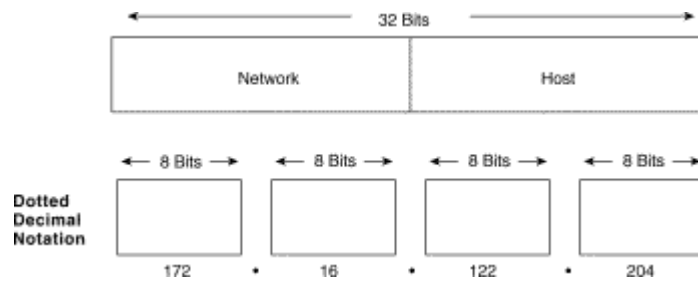 32 Bits
Network Host
8 Bits 8 Bits 8 Bits 8 Bits
Dotted
Decimal
Notation
172 • 16 • 122 • 204